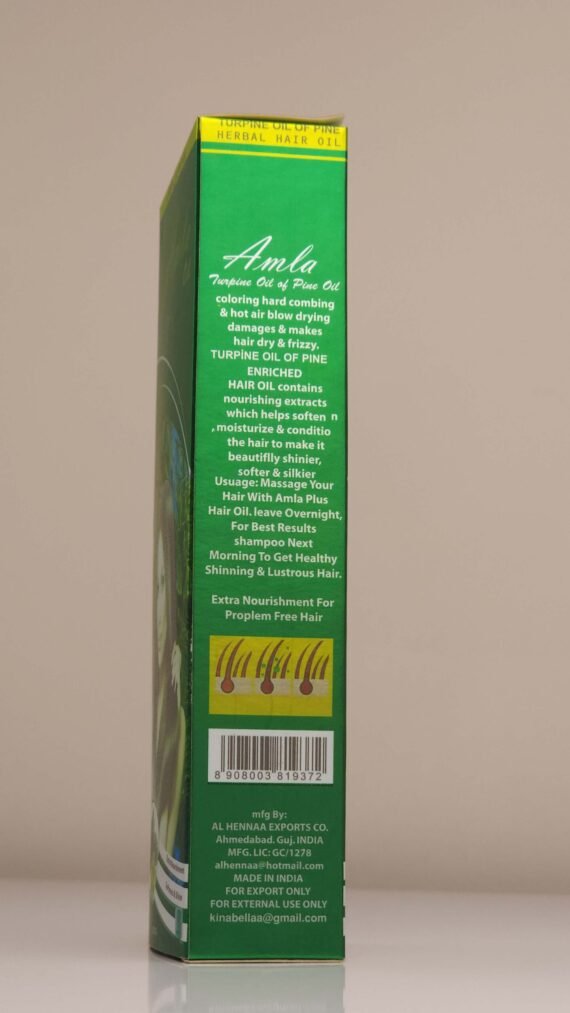 TURPINE OIL OF PINE
HERBAL HAIR OIL
Amla
Turpine Oil of Pine Oil
coloring hard combing
& hot air blow drying
damages & makes
hair dry & frizzy.
TURPİNE OIL OF PINE
ENRICHED
HAIR OIL contains
nourishing extracts
which helps soften n
, moisturize & conditio
the hair to make it
beautiflly shinier,
softer & silkier
Usuage: Massage Your
Hair With Amla Plus
Hair Oil. leave Overnight,
For Best Results
shampoo Next
Morning To Get Healthy
Shinning & Lustrous Hair.
Extra Nourishment For
Proplem Free Hair
8 908003 819372
mfg By:
AL HENNAA EXPORTS CO.
Ahmedabad. Guj. INDIA
MFG. LIC: GC/1278
alhennaa@hotmail.com
MADE IN INDIA
FOR EXPORT ONLY
FOR EXTERNAL USE ONLY
kinabellaa@gmail.com